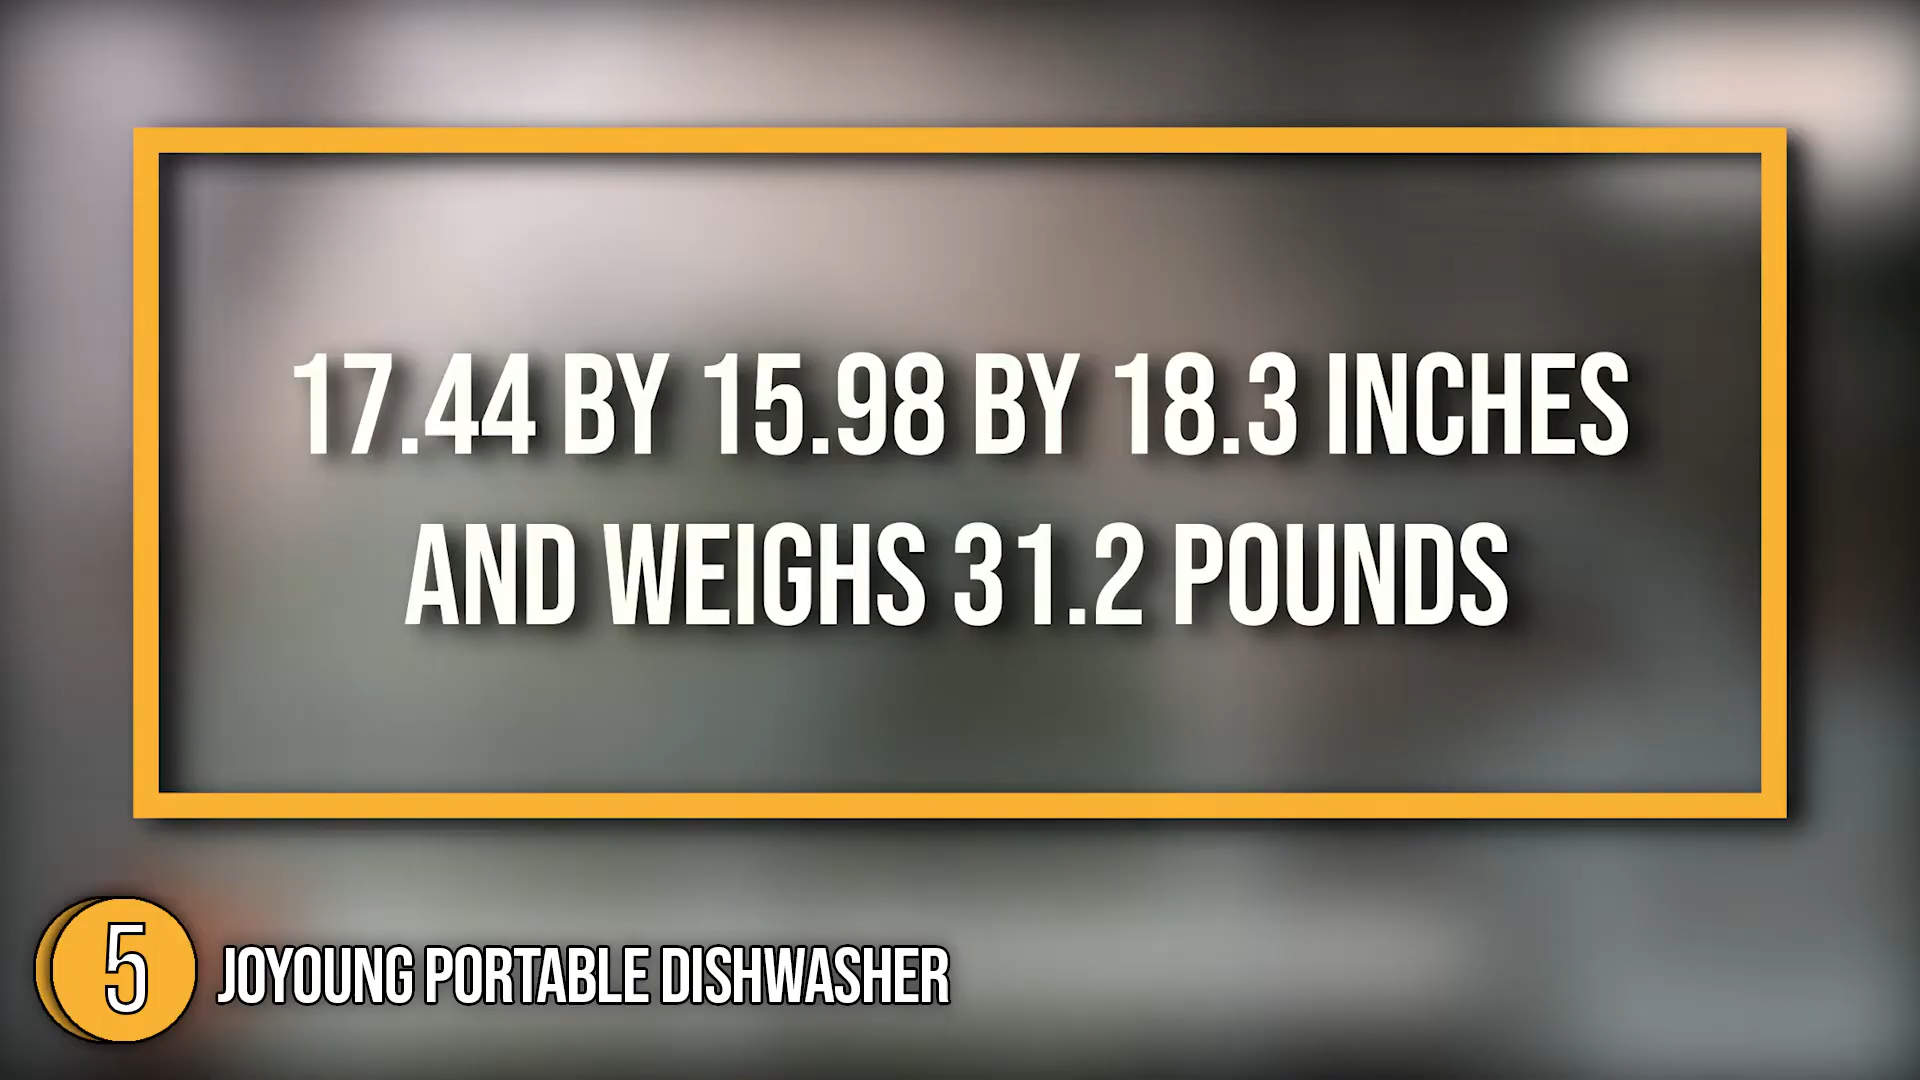 17.44 BY 15.98 BY 18.3 INCHES
AND WEIGHS 31.2 POUNDS
5 JOYOUNG PORTABLE DISHWASHER